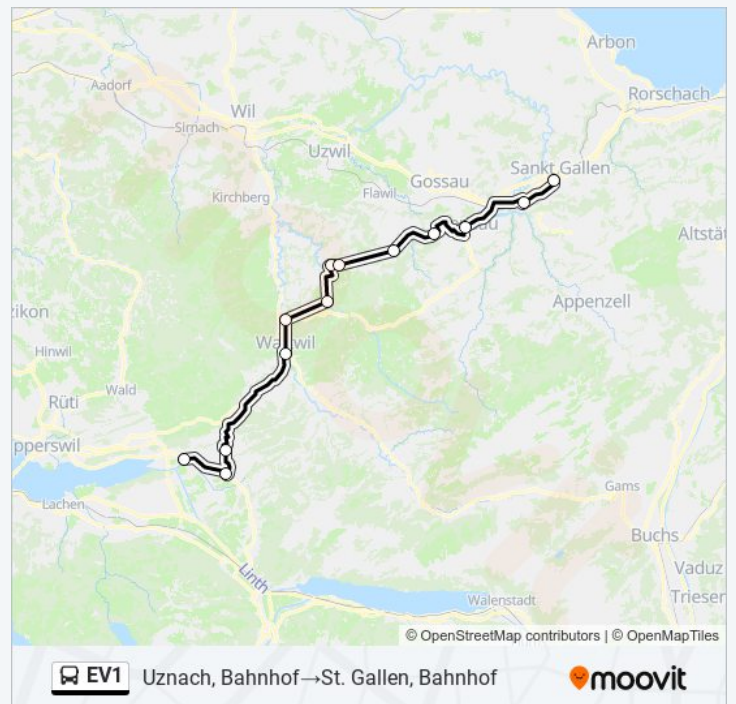 Arbon
Aadorf
Rorschach
Wil
Sirnach
Uzwil
Sankt Gallen
Gossau
Flawil
Kirchberg
Altstät
Appenzell
zikon
Hinwil
Wald
Rüti
pperswil
Gams
Lachen
Buchs
Vaduz
Linth
Walenstadt
Triesen
© OpenStreetMap contributors | © OpenMapTiles
EV1 Uznach, Bahnhof→St. Gallen, Bahnhof moovit